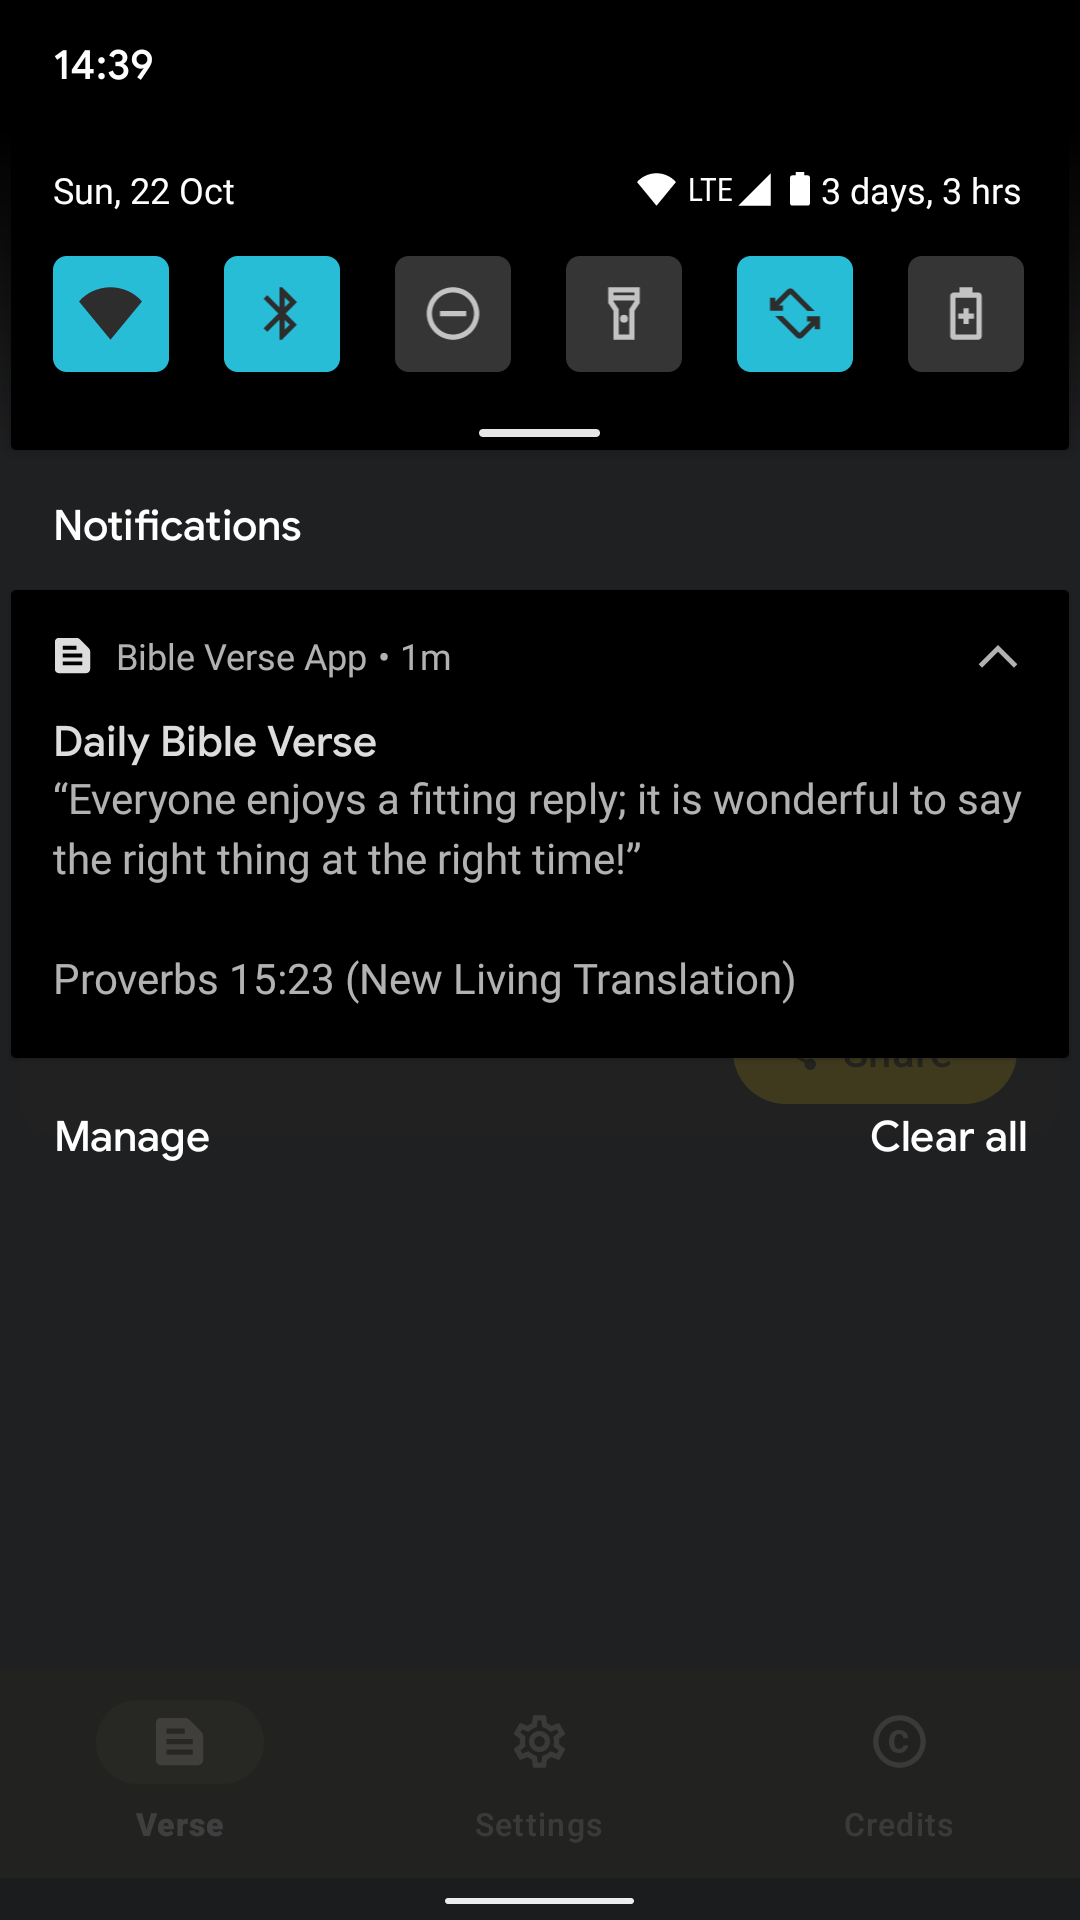 14:39
Sun, 22 Oct
LTE
3 days, 3 hrs
Notifications
Bible Verse App • 1m
Daily Bible Verse
“Everyone enjoys a fitting reply; it is wonderful to say
the right thing at the right time!”
Proverbs 15:23 (New Living Translation)
Share
Manage
Clear all
Verse
Settings
Credits